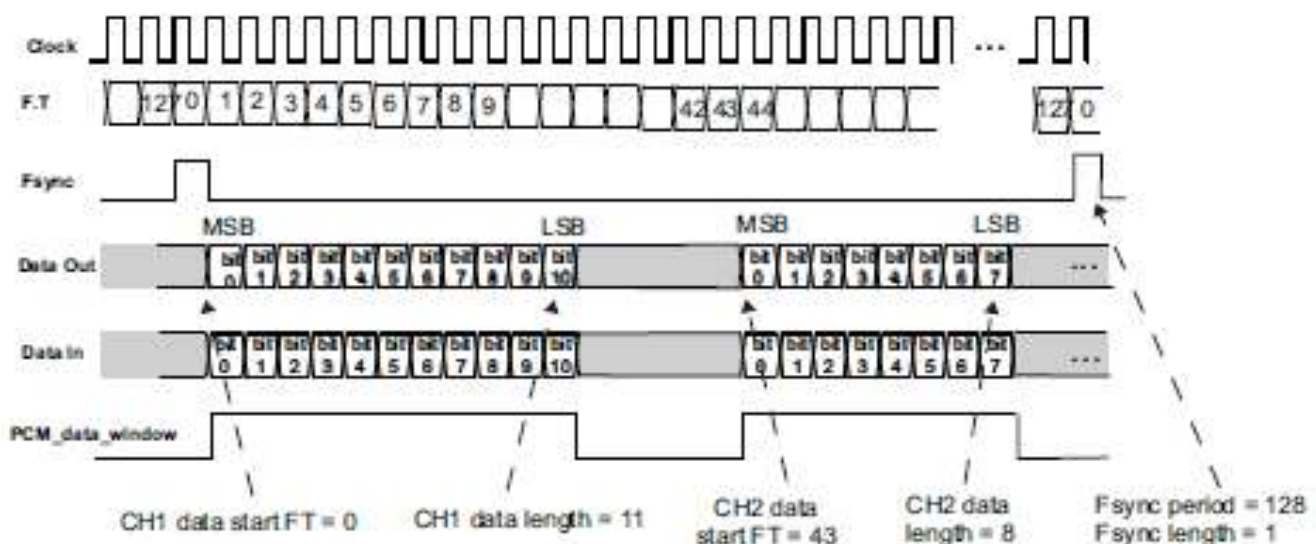 Clock
F.T 127 0 1 2 3 4 5 6 7 8 9 42 43 44 127 0
Fsync
MSB LSB MSB LSB
Data Out bit 0 bit 1 bit 2 bit 3 bit 4 bit 5 bit 6 bit 7 bit 8 bit 9 bit 10 bit 0 bit 1 bit 2 bit 3 bit 4 bit 5 bit 6 bit 7 ...
Data In bit 0 bit 1 bit 2 bit 3 bit 4 bit 5 bit 6 bit 7 bit 8 bit 9 bit 10 bit 0 bit 1 bit 2 bit 3 bit 4 bit 5 bit 6 bit 7 ...
PCM_data_window
CH1 data start FT = 0
CH1 data length = 11
CH2 data
start FT = 43
CH2 data
length = 8
Fsync period = 128
Fsync length = 1